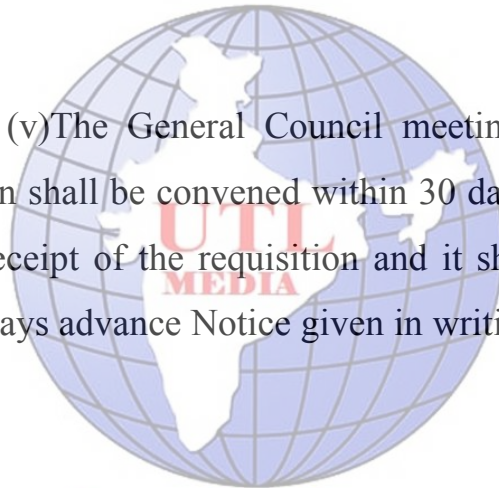 (v)The General Council meetin
n shall be convened within 30 da
UTL
eceipt of the requisition and it sh
MEDIA
ays advance Notice given in writi